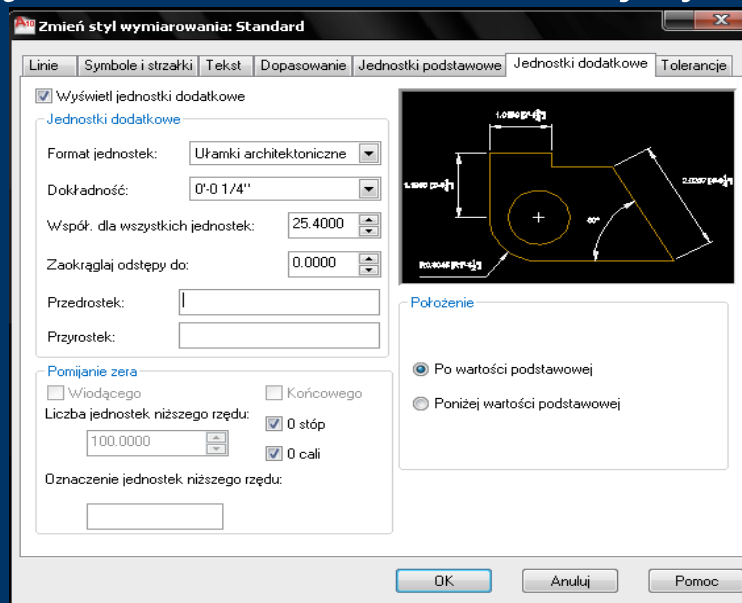 Zmień styl wymiarowania: Standard
Linie Symbole i strzałki Tekst Dopasowanie Jednostki podstawowe Jednostki dodatkowe Tolerancje
Wyświetl jednostki dodatkowe
Jednostki dodatkowe
Format jednostek: Ułamki architektoniczne
Dokładność: 0'-0 1/4"
Współ. dla wszystkich jednostek: 25.4000
Zaokrąglaj odstępy do: 0.0000
Przedrostek:
Przyrostek:
Pomijanie zera
Wiodącego Końcowego
Liczba jednostek niższego rzędu: 0 stóp
100.0000
0 cali
Oznaczenie jednostek niższego rzędu:
60°
Położenie
Po wartości podstawowej
Poniżej wartości podstawowej
OK Anuluj Pomoc